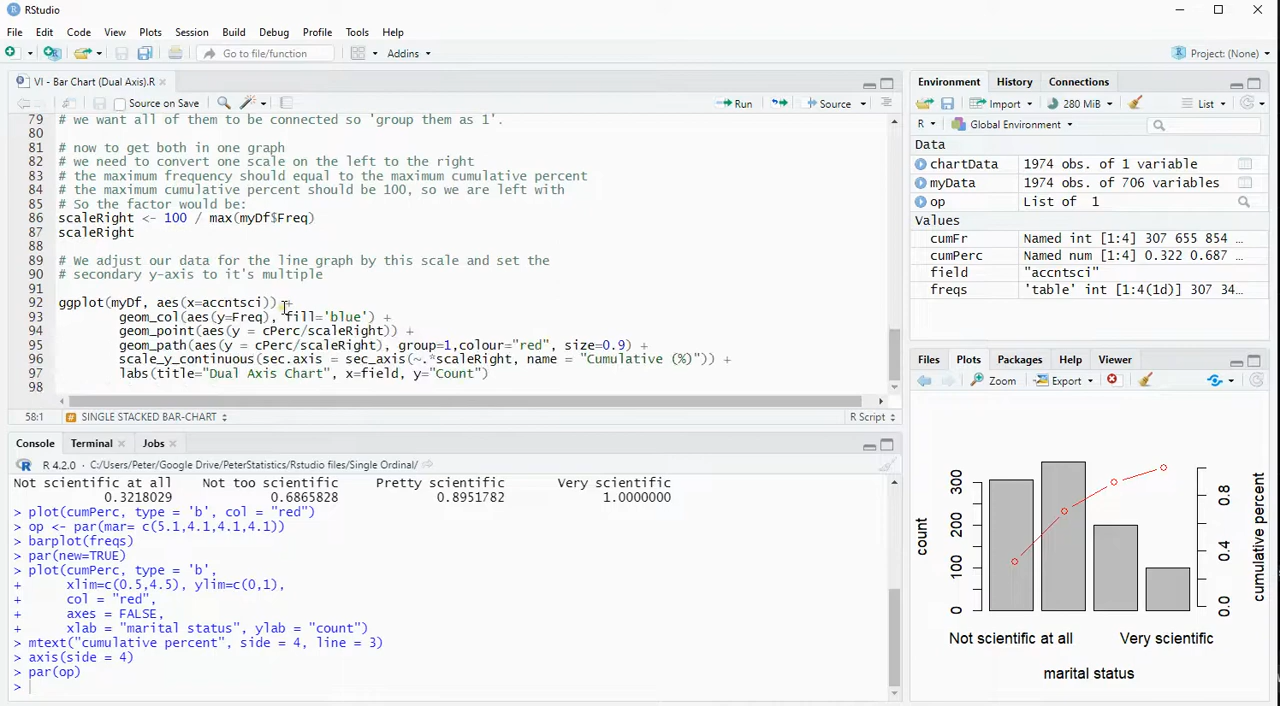 RStudio
File Edit Code View Plots Session Build Debug Profile Tools Help
Go to file/function Addins Project: (None)
VI - Bar Chart (Dual Axis).R
Source on Save Run Source
79 # we want all of them to be connected so 'group them as 1'.
80
81 # now to get both in one graph
82 # we need to convert one scale on the left to the right
83 # the maximum frequency should equal to the maximum cumulative percent
84 # the maximum cumulative percent should be 100, so we are left with
85 # So the factor would be:
86 scaleRight <- 100 / max(myDf$Freq)
87 scaleRight
88
89 # We adjust our data for the line graph by this scale and set the
90 # secondary y-axis to it's multiple
91
92 ggplot(myDf, aes(x=accntsci)) +
93 geom_col(aes(y=Freq), fill='blue') +
94 geom_point(aes(y = cPerc/scaleRight)) +
95 geom_path(aes(y = cPerc/scaleRight), group=1,colour="red", size=0.9) +
96 scale_y_continuous(sec.axis = sec_axis(~.*scaleRight, name = "Cumulative (%)")) +
97 labs(title="Dual Axis Chart", x=field, y="Count")
98
58:1 SINGLE STACKED BAR-CHART R Script
Console Terminal Jobs
R 4.2.0 · C:/Users/Peter/Google Drive/PeterStatistics/Rstudio files/Single Ordinal/
Not scientific at all Not too scientific Pretty scientific Very scientific
0.3218029 0.6865828 0.8951782 1.0000000
> plot(cumPerc, type = 'b', col = "red")
> op <- par(mar= c(5.1,4.1,4.1,4.1))
> barplot(freqs)
> par(new=TRUE)
> plot(cumPerc, type = 'b',
+ xlim=c(0.5,4.5), ylim=c(0,1),
+ col = "red",
+ axes = FALSE,
+ xlab = "marital status", ylab = "count")
> mtext("cumulative percent", side = 4, line = 3)
> axis(side = 4)
> par(op)
>
Environment History Connections
Import 280 MiB List
R Global Environment
Data
chartData 1974 obs. of 1 variable
myData 1974 obs. of 706 variables
op List of 1
Values
cumFr Named int [1:4] 307 655 854 ...
cumPerc Named num [1:4] 0.322 0.687 ...
field "accntsci"
freqs 'table' int [1:4(1d)] 307 34...
Files Plots Packages Help Viewer
Zoom Export
count
0 100 200 300
0.0 0.4 0.8
cumulative percent
Not scientific at all Very scientific
marital status